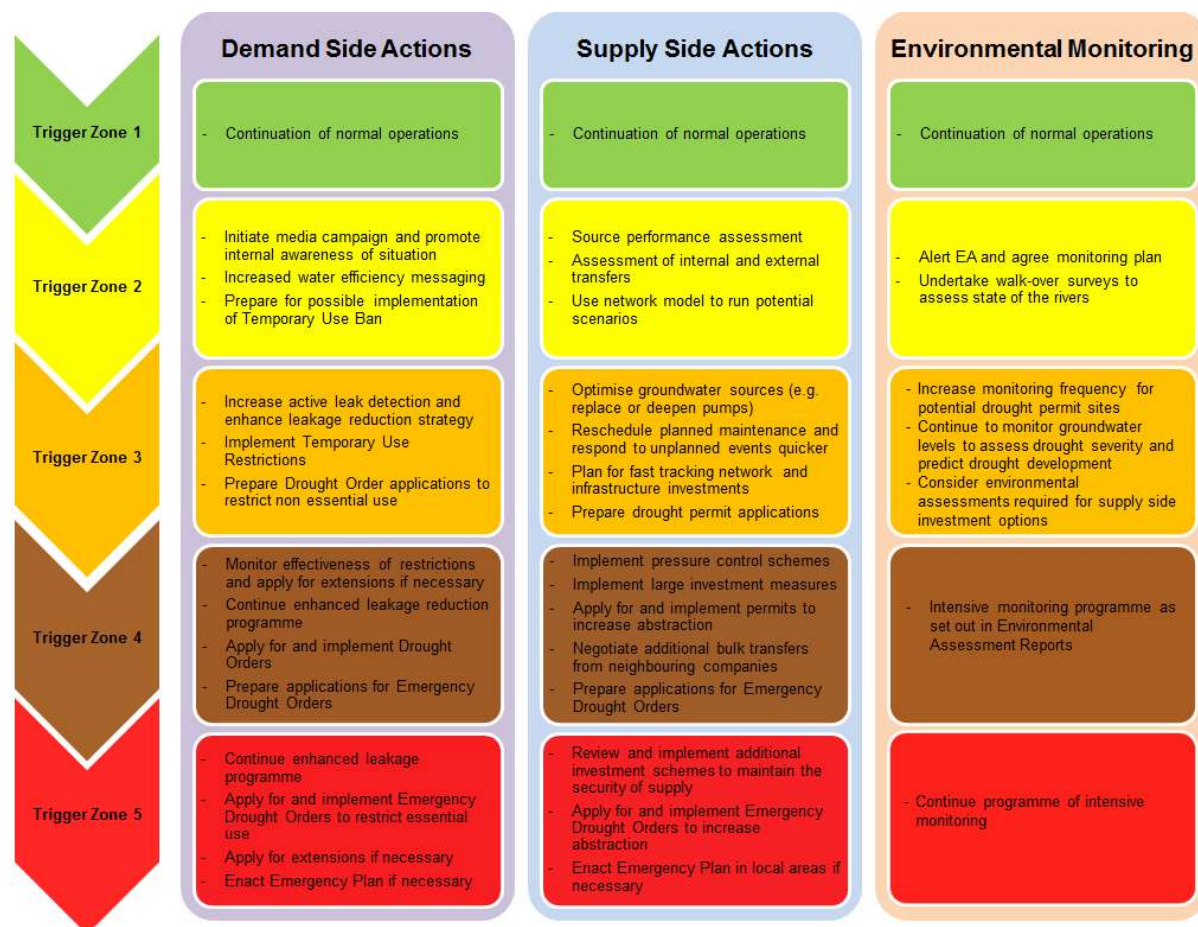 Demand Side Actions
Supply Side Actions
Environmental Monitoring
Trigger Zone 1
- Continuation of normal operations
- Continuation of normal operations
- Continuation of normal operations
Trigger Zone 2
- Initiate media campaign and promote
internal awareness of situation
- Increased water efficiency messaging
- Prepare for possible implementation
of Temporary Use Ban
- Source performance assessment
- Assessment of internal and external
transfers
- Use network model to run potential
scenarios
- Alert EA and agree monitoring plan
- Undertake walk-over surveys to
assess state of the rivers
Trigger Zone 3
- Increase active leak detection and
enhance leakage reduction strategy
- Implement Temporary Use
Restrictions
- Prepare Drought Order applications to
restrict non essential use
- Optimise groundwater sources (e.g.
replace or deepen pumps)
- Reschedule planned maintenance and
respond to unplanned events quicker
- Plan for fast tracking network and
infrastructure investments
- Prepare drought permit applications
- Increase monitoring frequency for
potential drought permit sites
- Continue to monitor groundwater
levels to assess drought severity and
predict drought development
- Consider environmental
assessments required for supply side
investment options
Trigger Zone 4
- Monitor effectiveness of restrictions
and apply for extensions if necessary
- Continue enhanced leakage reduction
programme
- Apply for and implement Drought
Orders
- Prepare applications for Emergency
Drought Orders
- Implement pressure control schemes
- Implement large investment measures
- Apply for and implement permits to
increase abstraction
- Negotiate additional bulk transfers
from neighbouring companies
- Prepare applications for Emergency
Drought Orders
- Intensive monitoring programme as
set out in Environmental
Assessment Reports
Trigger Zone 5
- Continue enhanced leakage
programme
- Apply for and implement Emergency
Drought Orders to restrict essential
use
- Apply for extensions if necessary
- Enact Emergency Plan if necessary
- Review and implement additional
investment schemes to maintain the
security of supply
- Apply for and implement Emergency
Drought Orders to increase
abstraction
- Enact Emergency Plan in local areas if
necessary
- Continue programme of intensive
monitoring